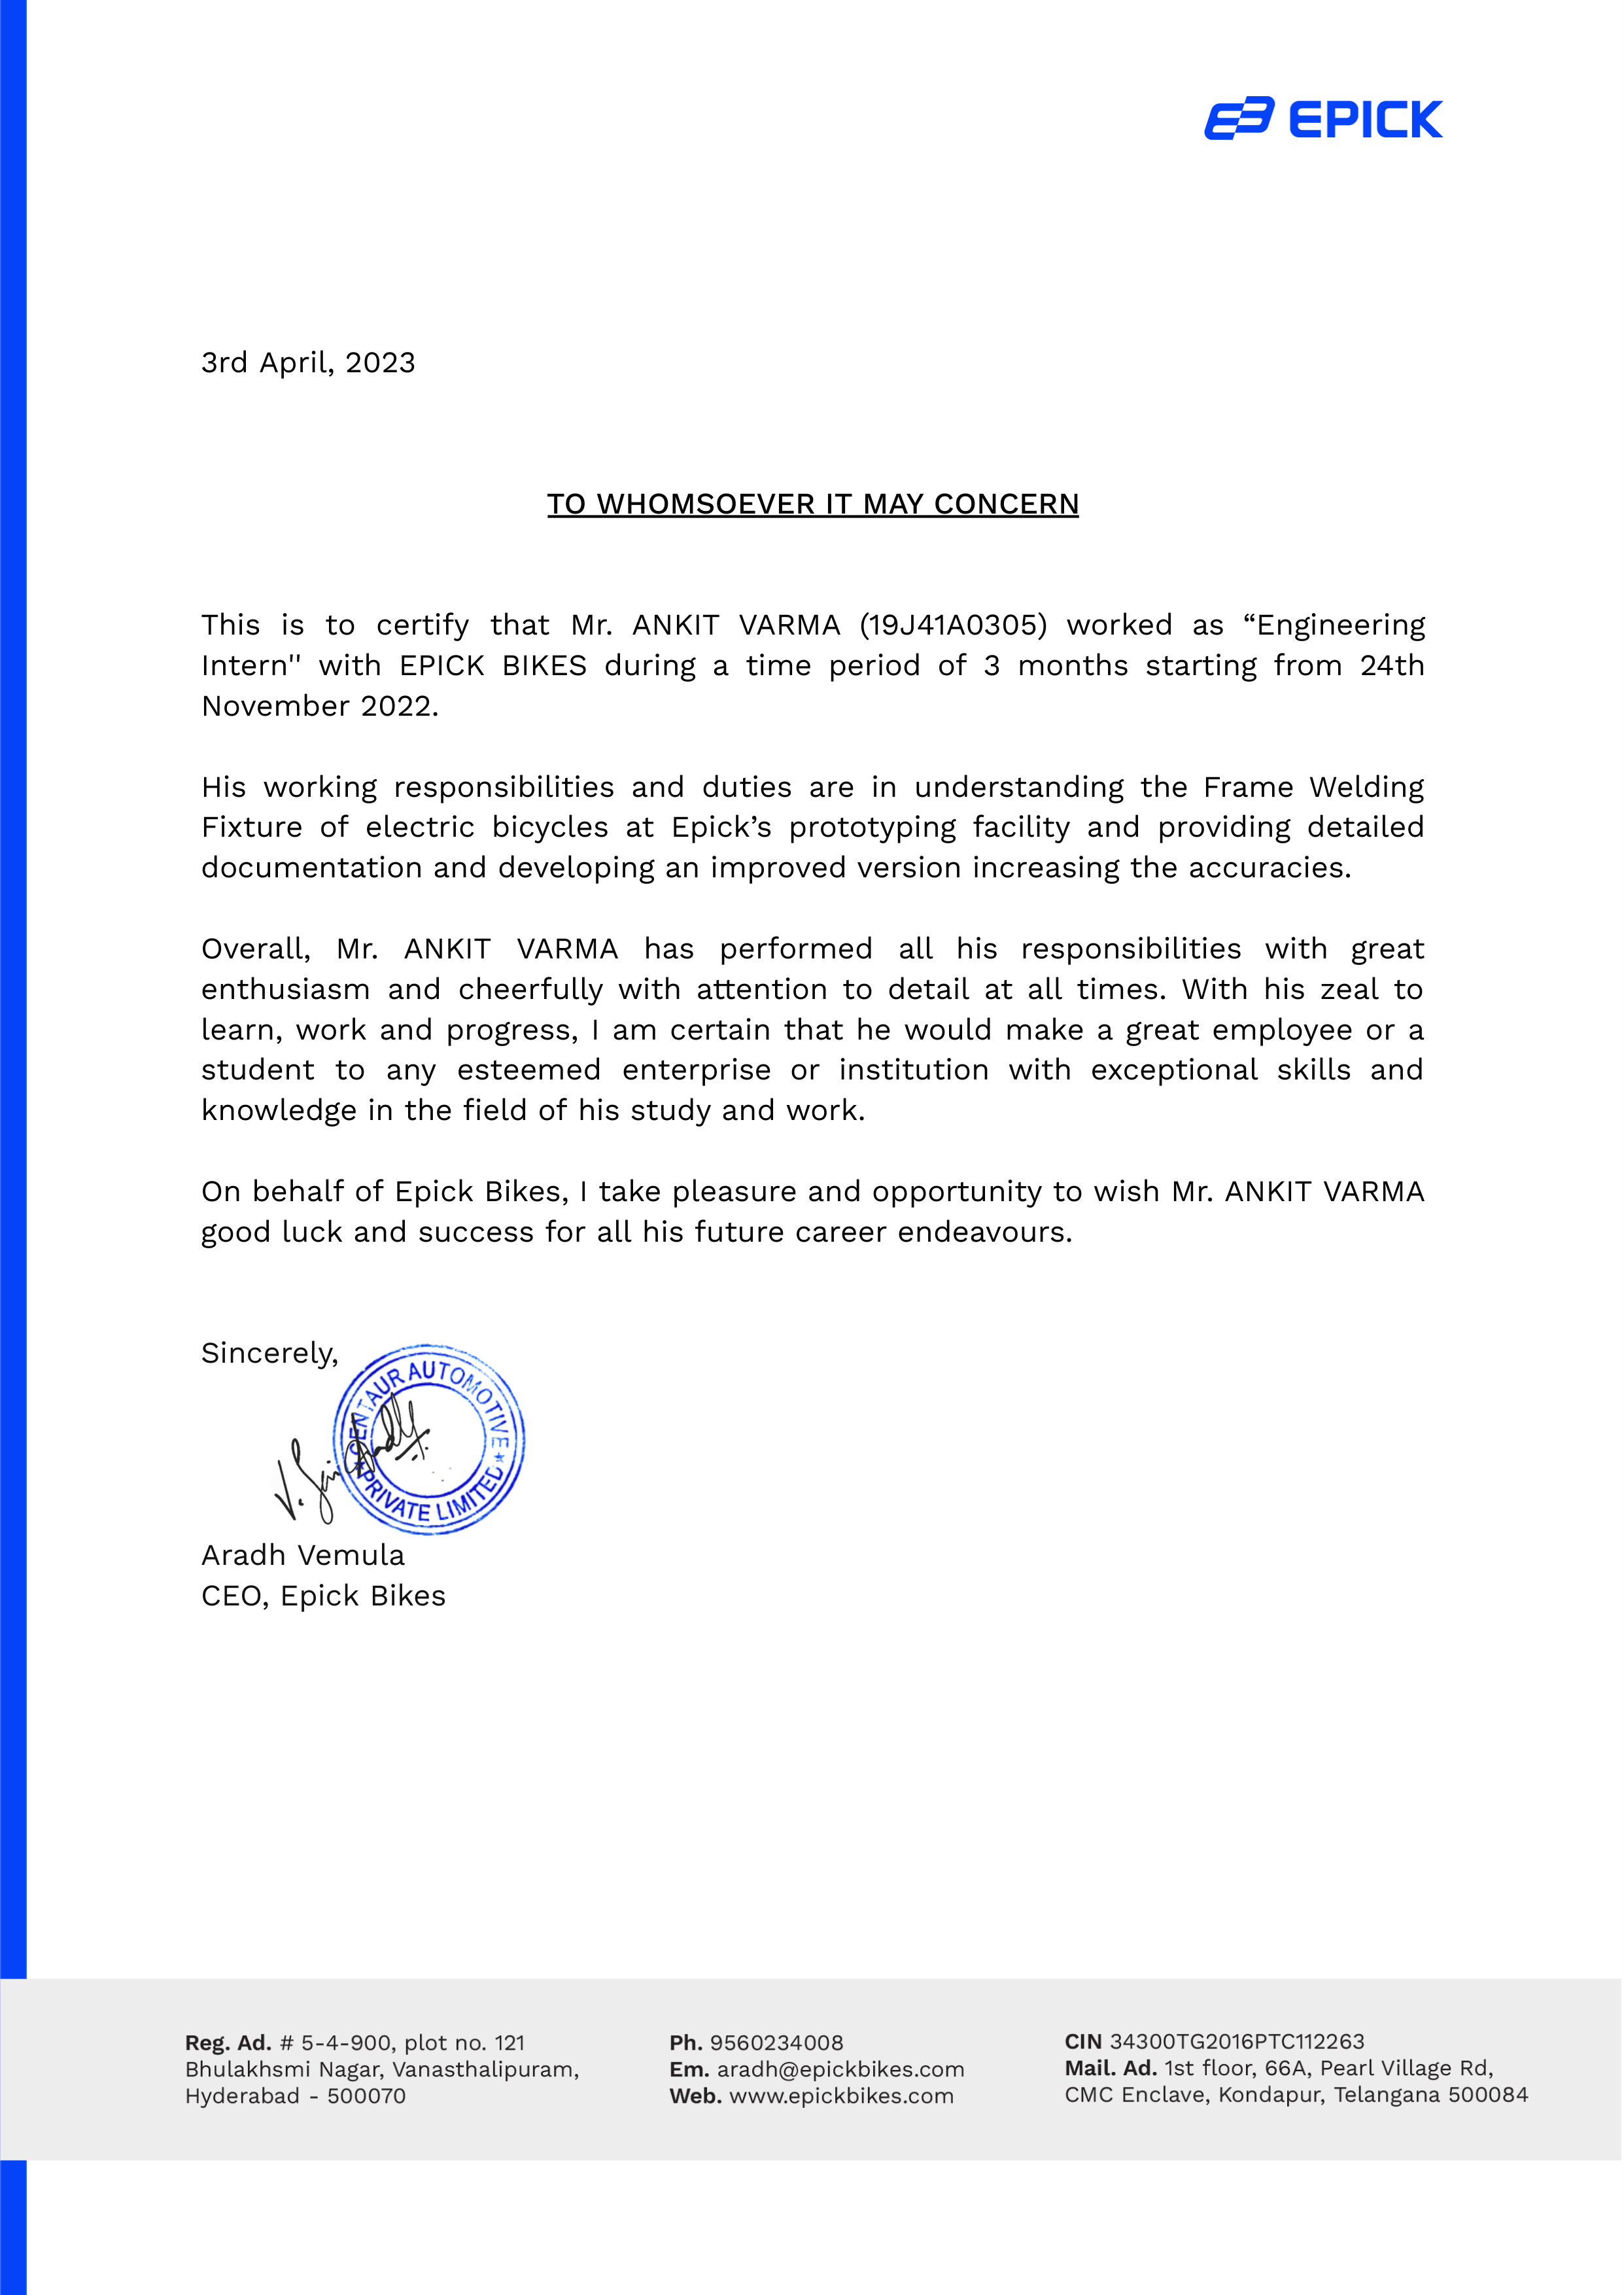 EPICK
3rd April, 2023
TO WHOMSOEVER IT MAY CONCERN
This is to certify that Mr. ANKIT VARMA (19J41A0305) worked as “Engineering
Intern'' with EPICK BIKES during a time period of 3 months starting from 24th
November 2022.
His working responsibilities and duties are in understanding the Frame Welding
Fixture of electric bicycles at Epick’s prototyping facility and providing detailed
documentation and developing an improved version increasing the accuracies.
Overall, Mr. ANKIT VARMA has performed all his responsibilities with great
enthusiasm and cheerfully with attention to detail at all times. With his zeal to
learn, work and progress, I am certain that he would make a great employee or a
student to any esteemed enterprise or institution with exceptional skills and
knowledge in the field of his study and work.
On behalf of Epick Bikes, I take pleasure and opportunity to wish Mr. ANKIT VARMA
good luck and success for all his future career endeavours.
Sincerely,
CENTAUR AUTOMOTIVE
PRIVATE LIMITED
Aradh Vemula
CEO, Epick Bikes
Reg. Ad. # 5-4-900, plot no. 121
Bhulakhsmi Nagar, Vanasthalipuram,
Hyderabad - 500070
Ph. 9560234008
Em. aradh@epickbikes.com
Web. www.epickbikes.com
CIN 34300TG2016PTC112263
Mail. Ad. 1st floor, 66A, Pearl Village Rd,
CMC Enclave, Kondapur, Telangana 500084